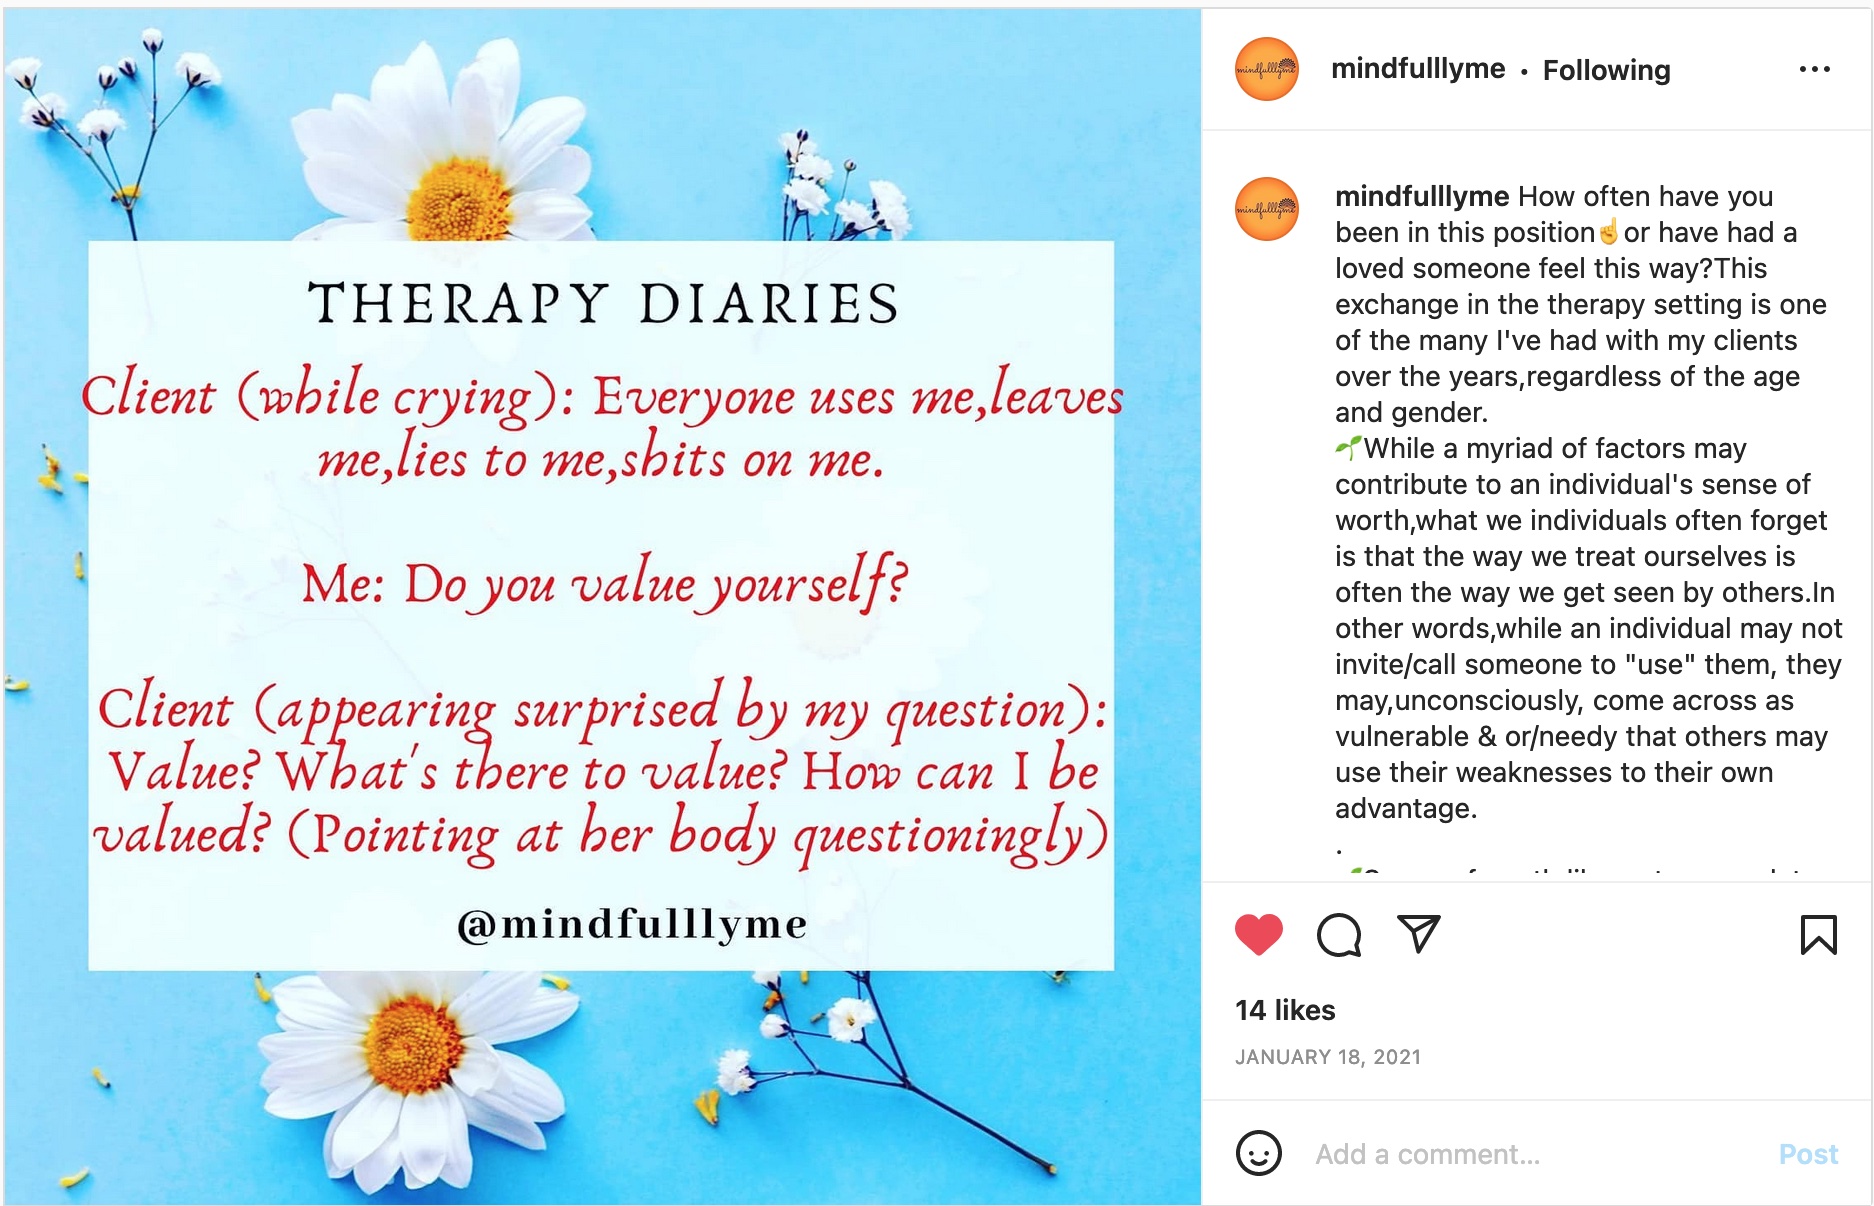 THERAPY DIARIES
Client (while crying): Everyone uses me,leaves
me,lies to me,shits on me.
Me: Do you value yourself?
Client (appearing surprised by my question):
Value? What's there to value? How can I be
valued? (Pointing at her body questioningly)
@mindfulllyme
mindfulllyme
mindfulllyme • Following
mindfulllyme
mindfulllyme How often have you
been in this position☝or have had a
loved someone feel this way?This
exchange in the therapy setting is one
of the many I've had with my clients
over the years,regardless of the age
and gender.
🌱While a myriad of factors may
contribute to an individual's sense of
worth,what we individuals often forget
is that the way we treat ourselves is
often the way we get seen by others.In
other words,while an individual may not
invite/call someone to "use" them, they
may,unconsciously, come across as
vulnerable & or/needy that others may
use their weaknesses to their own
advantage.
.
14 likes
JANUARY 18, 2021
Add a comment...
Post